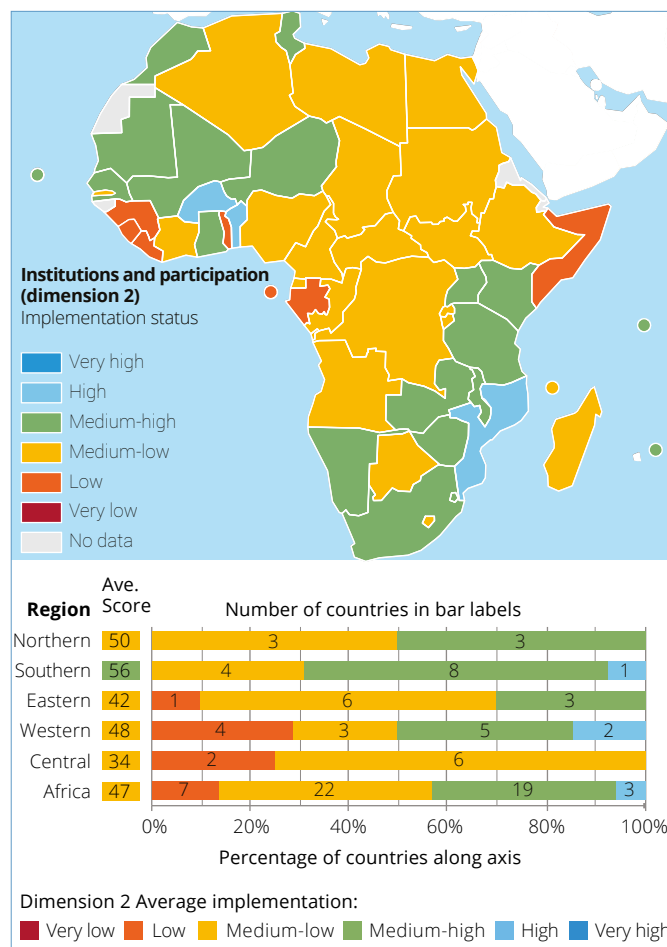 Institutions and participation
(dimension 2)
Implementation status
Very high
High
Medium-high
Medium-low
Low
Very low
No data
Region
Ave.
Score
Number of countries in bar labels
Northern 50 3 3
Southern 56 4 8 1
Eastern 42 1 6 3
Western 48 4 3 5 2
Central 34 2 6
Africa 47 7 22 19 3
0% 20% 40% 60% 80% 100%
Percentage of countries along axis
Dimension 2 Average implementation:
Very low Low Medium-low Medium-high High Very high